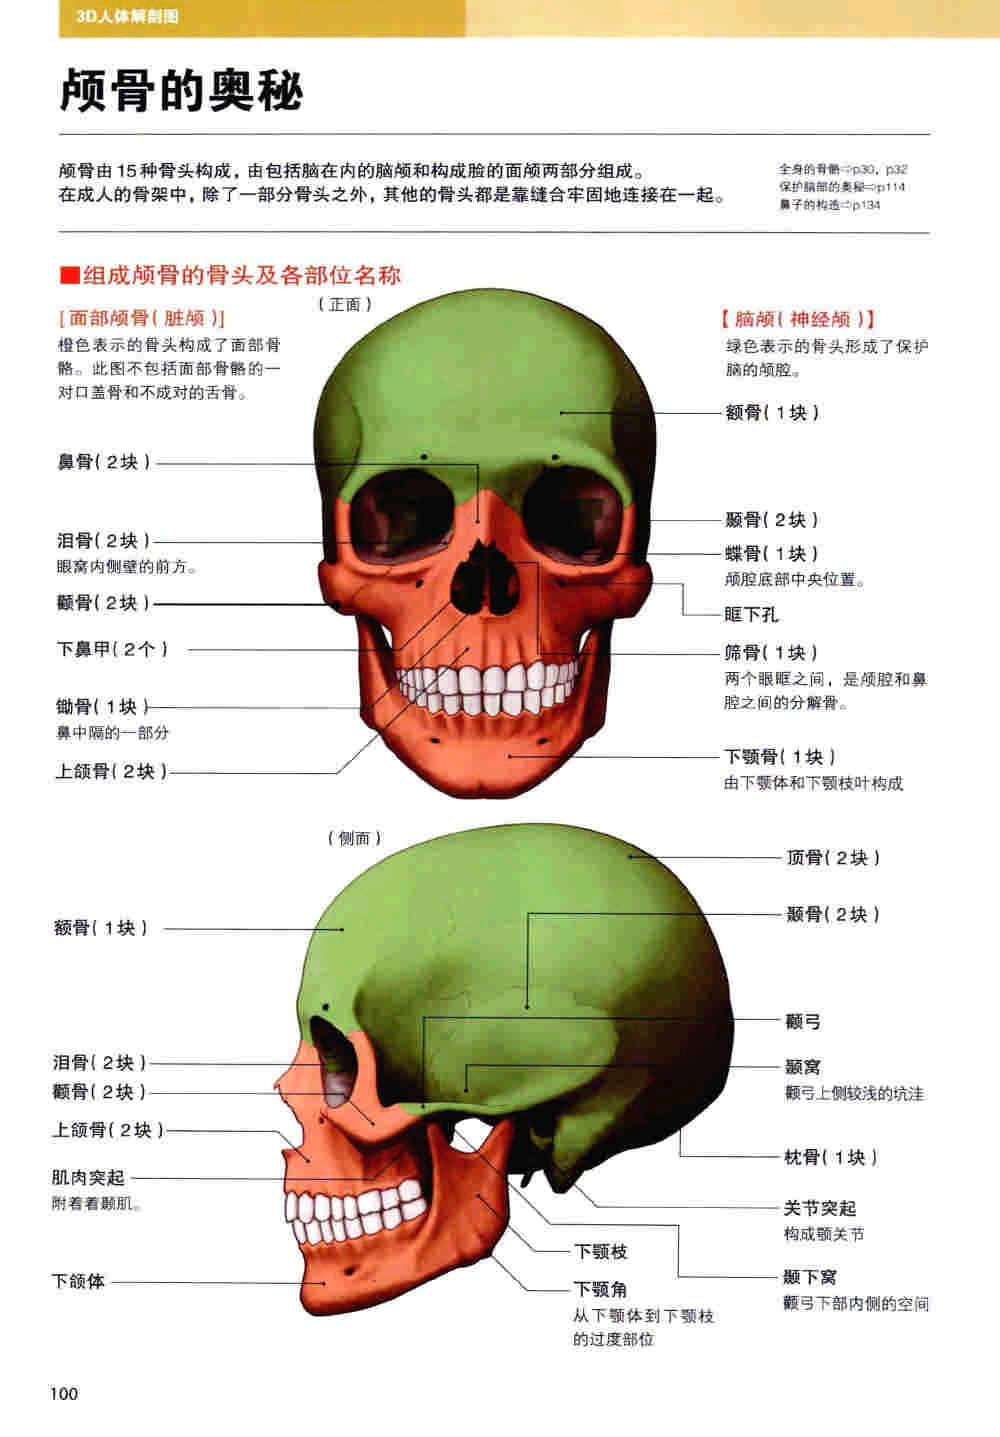 3D人体解剖图
颅骨的奥秘
颅骨由15种骨头构成，由包括脑在内的脑颅和构成脸的面颅两部分组成。
在成人的骨架中，除了一部分骨头之外，其他的骨头都是靠缝合牢固地连接在一起。
全身的骨骼⇨p30，p32
保护脑部的奥秘⇨p114
鼻子的构造⇨p134
■组成颅骨的骨头及各部位名称
[面部颅骨(脏颅)]
橙色表示的骨头构成了面部骨
骼。此图不包括面部骨骼的一
对口盖骨和不成对的舌骨。
(正面)
【脑颅(神经颅)】
绿色表示的骨头形成了保护
脑的颅腔。
鼻骨(2块)
泪骨(2块)
眼窝内侧壁的前方。
颧骨(2块)
下鼻甲(2个)
锄骨(1块)
鼻中隔的一部分
上颌骨(2块)
额骨(1块)
颞骨(2块)
蝶骨(1块)
颅腔底部中央位置。
眶下孔
筛骨(1块)
两个眼眶之间，是颅腔和鼻
腔之间的分解骨。
下颚骨(1块)
由下颚体和下颚枝叶构成
(侧面)
额骨(1块)
泪骨(2块)
颧骨(2块)
上颌骨(2块)
肌肉突起
附着着颞肌。
下颌体
顶骨(2块)
颞骨(2块)
颧弓
颞窝
颧弓上侧较浅的坑洼
枕骨(1块)
关节突起
构成颚关节
颞下窝
颧弓下部内侧的空间
下颚枝
下颚角
从下颚体到下颚枝
的过度部位
100